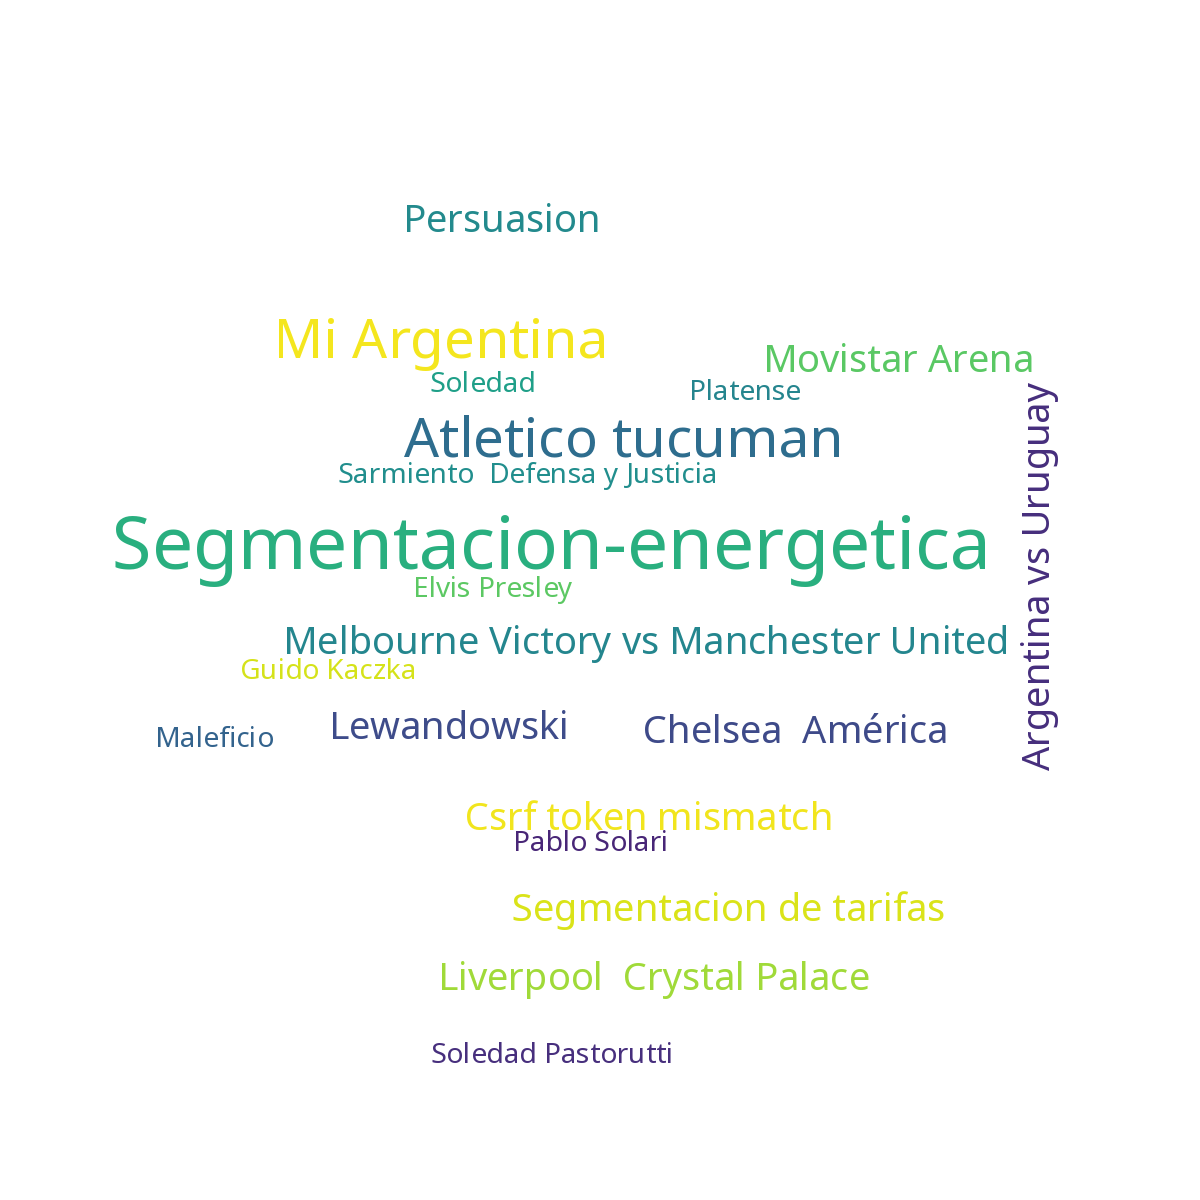 Persuasion
Mi Argentina
Movistar Arena
Soledad
Platense
Atletico tucuman
Sarmiento  Defensa y Justicia
Segmentacion-energetica
Argentina vs Uruguay
Elvis Presley
Melbourne Victory vs Manchester United
Guido Kaczka
Lewandowski
Chelsea  América
Maleficio
Csrf token mismatch
Pablo Solari
Segmentacion de tarifas
Liverpool  Crystal Palace
Soledad Pastorutti